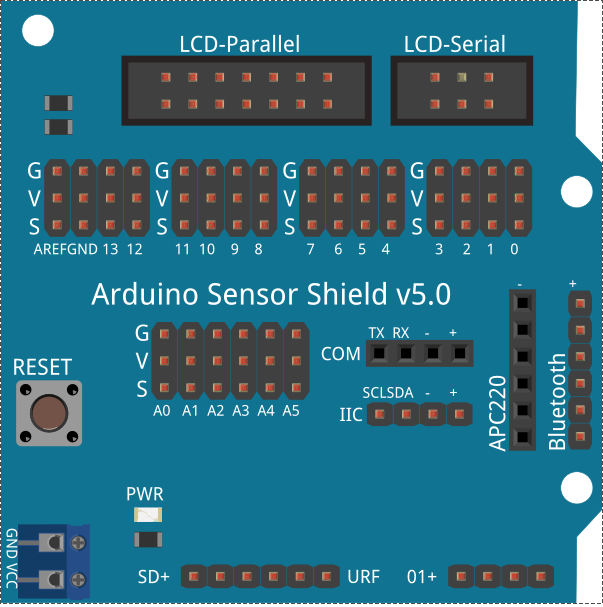 LCD-Parallel LCD-Serial
G G G G
V V V V
S S S S
AREF GND 13 12 11 10 9 8 7 6 5 4 3 2 1 0
Arduino Sensor Shield v5.0
- +
G
V
S
A0 A1 A2 A3 A4 A5
TX RX - +
COM
SCL SDA - +
IIC
APC220
Bluetooth
RESET
PWR
GND VCC
SD+ URF 01+